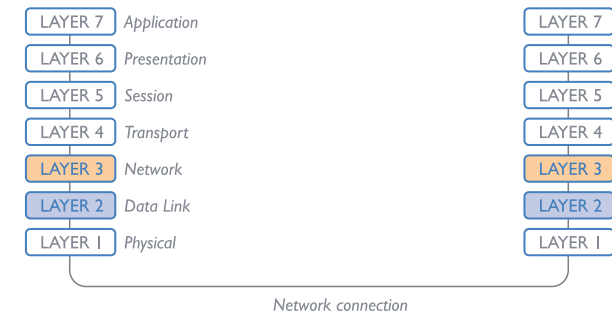 LAYER 7 Application LAYER 7
LAYER 6 Presentation LAYER 6
LAYER 5 Session LAYER 5
LAYER 4 Transport LAYER 4
LAYER 3 Network LAYER 3
LAYER 2 Data Link LAYER 2
LAYER 1 Physical LAYER 1
Network connection